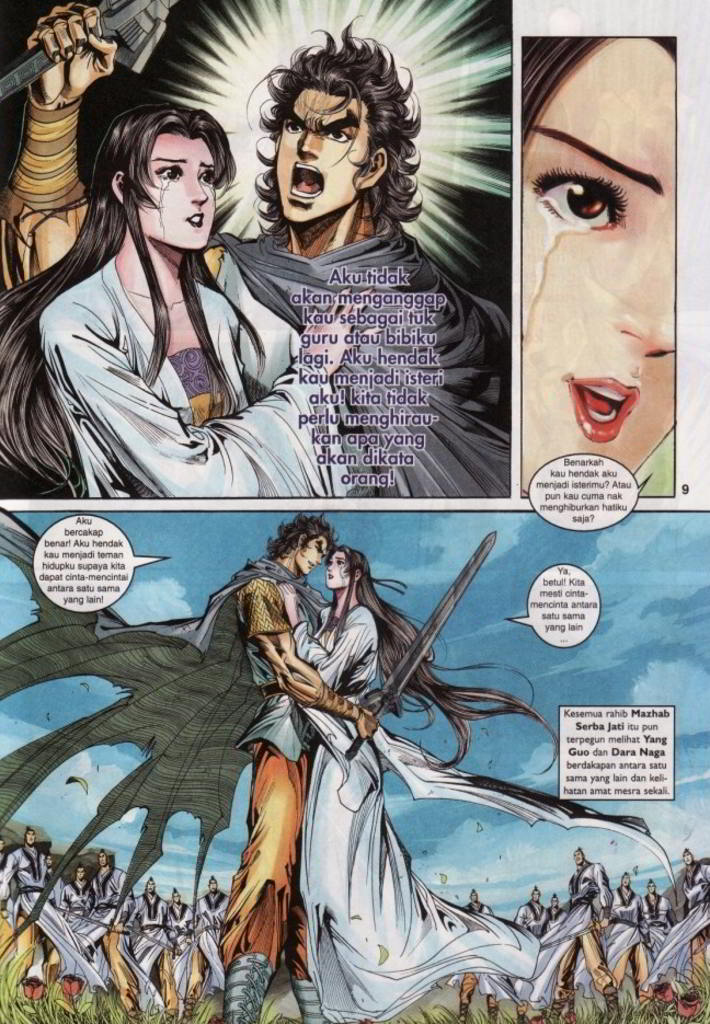 Aku tidak
akan menganggap
kau sebagai tuk
guru atau bibiku
lagi. Aku hendak
kau menjadi isteri
aku! kita tidak
perlu menghirau-
kan apa yang
akan dikata
orang!
Benarkah
kau hendak aku
menjadi isterimu? Atau
pun kau cuma nak
menghiburkan hatiku
saja?
9
Aku
bercakap
benar! Aku hendak
kau menjadi teman
hidupku supaya kita
dapat cinta-mencintai
antara satu sama
yang lain!
Ya,
betul! Kita
mesti cinta-
mencinta antara
satu sama
yang lain
...
Kesemua rahib Mazhab
Serba Jati itu pun
terpegun melihat Yang
Guo dan Dara Naga
berdakapan antara satu
sama yang lain dan keli-
hatan amat mesra sekali.